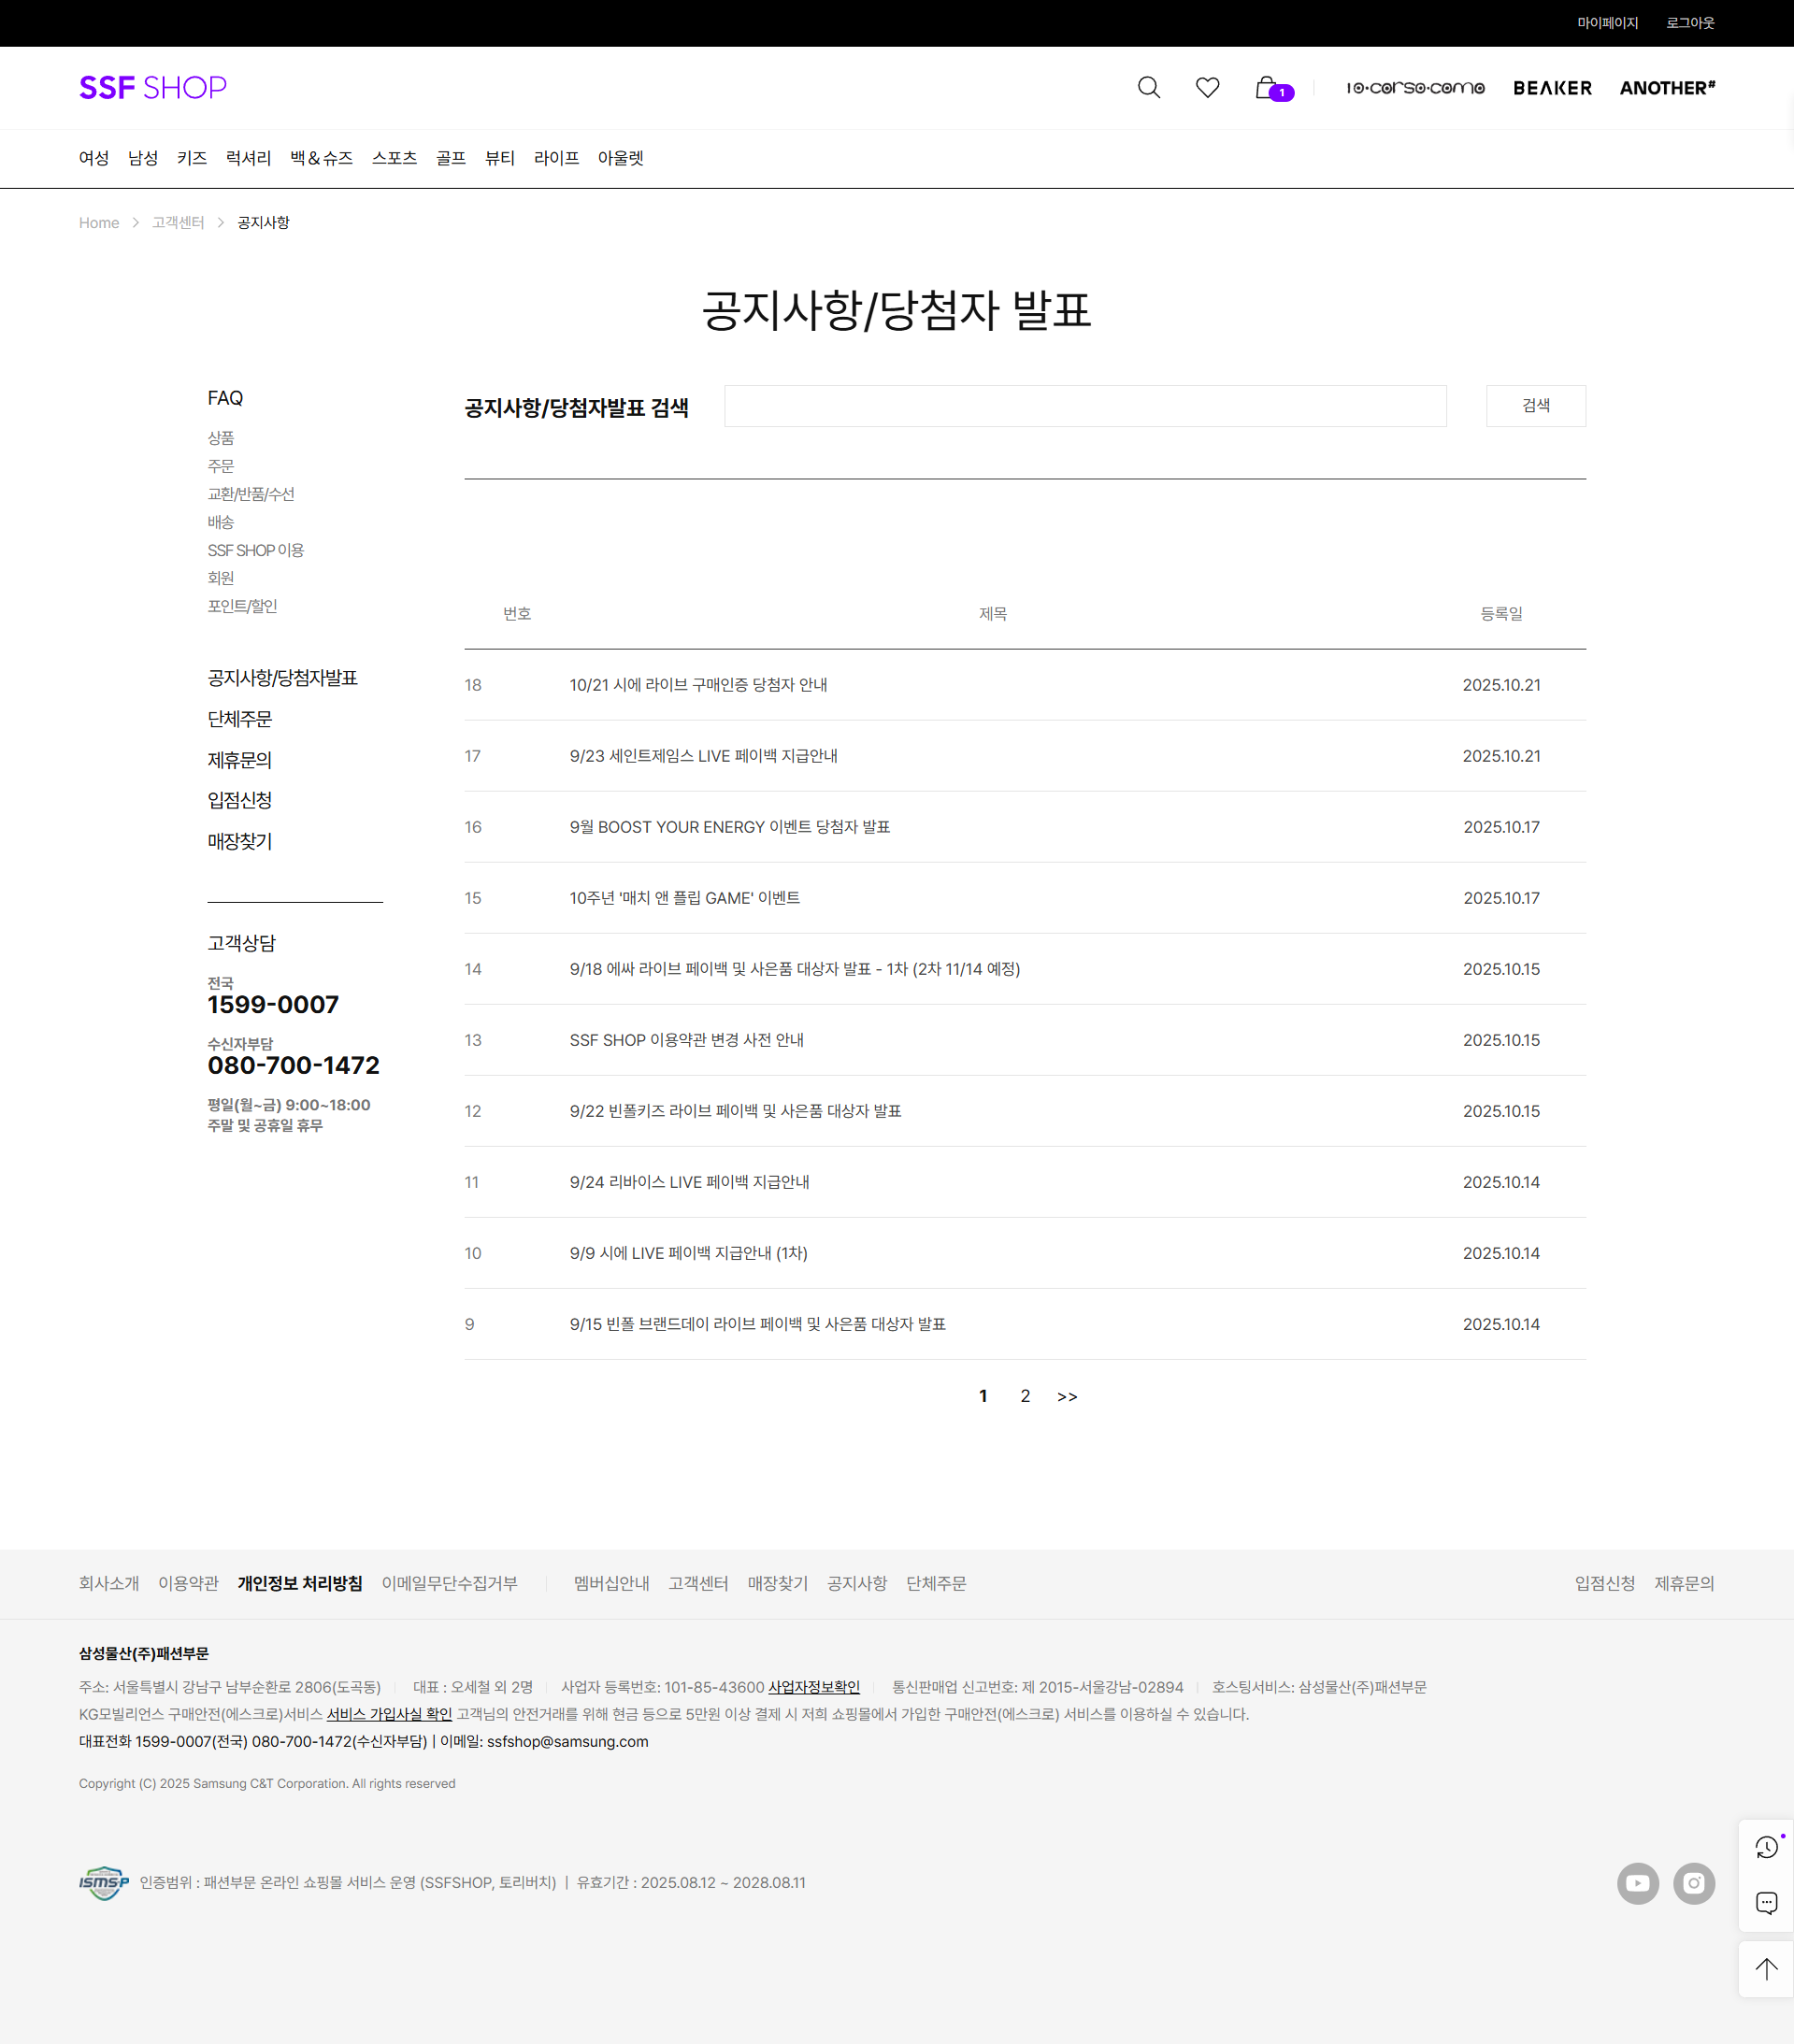 마이페이지 로그아웃
SSF SHOP
1
10·corso·como BEAKER ANOTHER#
여성 남성 키즈 럭셔리 백&슈즈 스포츠 골프 뷰티 라이프 아울렛
Home > 고객센터 > 공지사항
공지사항/당첨자 발표
FAQ
상품
주문
교환/반품/수선
배송
SSF SHOP 이용
회원
포인트/할인
공지사항/당첨자발표
단체주문
제휴문의
입점신청
매장찾기
고객상담
전국
1599-0007
수신자부담
080-700-1472
평일(월~금) 9:00~18:00
주말 및 공휴일 휴무
공지사항/당첨자발표 검색 검색
번호 제목 등록일
18 10/21 시에 라이브 구매인증 당첨자 안내 2025.10.21
17 9/23 세인트제임스 LIVE 페이백 지급안내 2025.10.21
16 9월 BOOST YOUR ENERGY 이벤트 당첨자 발표 2025.10.17
15 10주년 '매치 앤 플립 GAME' 이벤트 2025.10.17
14 9/18 에싸 라이브 페이백 및 사은품 대상자 발표 - 1차 (2차 11/14 예정) 2025.10.15
13 SSF SHOP 이용약관 변경 사전 안내 2025.10.15
12 9/22 빈폴키즈 라이브 페이백 및 사은품 대상자 발표 2025.10.15
11 9/24 리바이스 LIVE 페이백 지급안내 2025.10.14
10 9/9 시에 LIVE 페이백 지급안내 (1차) 2025.10.14
9 9/15 빈폴 브랜드데이 라이브 페이백 및 사은품 대상자 발표 2025.10.14
1 2 >>
회사소개 이용약관 개인정보 처리방침 이메일무단수집거부 멤버십안내 고객센터 매장찾기 공지사항 단체주문 입점신청 제휴문의
삼성물산(주)패션부문
주소: 서울특별시 강남구 남부순환로 2806(도곡동) 대표 : 오세철 외 2명 사업자 등록번호: 101-85-43600 사업자정보확인 통신판매업 신고번호: 제 2015-서울강남-02894 호스팅서비스: 삼성물산(주)패션부문
KG모빌리언스 구매안전(에스크로)서비스 서비스 가입사실 확인 고객님의 안전거래를 위해 현금 등으로 5만원 이상 결제 시 저희 쇼핑몰에서 가입한 구매안전(에스크로) 서비스를 이용하실 수 있습니다.
대표전화 1599-0007(전국) 080-700-1472(수신자부담) | 이메일: ssfshop@samsung.com
Copyright (C) 2025 Samsung C&T Corporation. All rights reserved
ISMS-P 인증범위 : 패션부문 온라인 쇼핑몰 서비스 운영 (SSFSHOP, 토리버치) | 유효기간 : 2025.08.12 ~ 2028.08.11